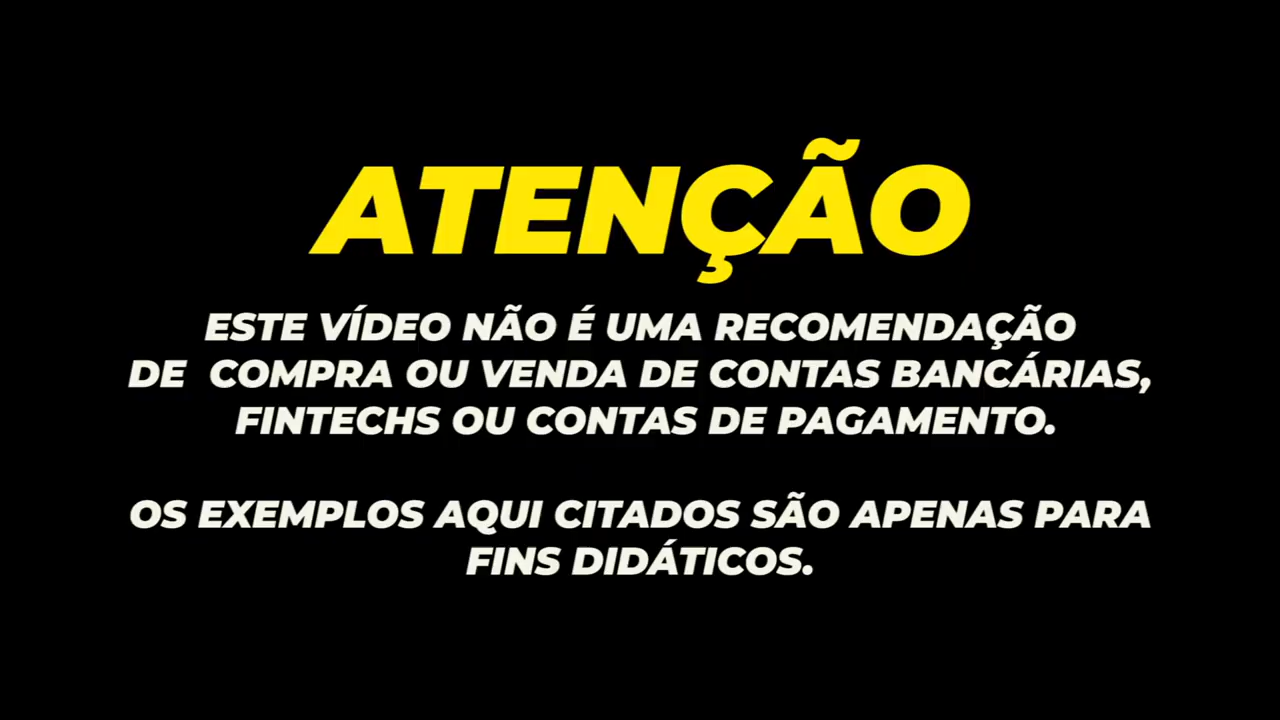 ATENÇÃO
ESTE VÍDEO NÃO É UMA RECOMENDAÇÃO
DE COMPRA OU VENDA DE CONTAS BANCÁRIAS,
FINTECHS OU CONTAS DE PAGAMENTO.
OS EXEMPLOS AQUI CITADOS SÃO APENAS PARA
FINS DIDÁTICOS.